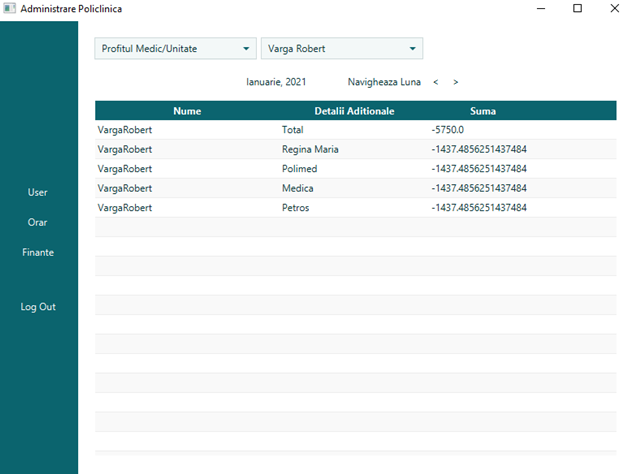 Administrare Policlinica
Profitul Medic/Unitate Varga Robert
Ianuarie, 2021 Navigheaza Luna < >
Nume Detalii Aditionale Suma
VargaRobert Total -5750.0
VargaRobert Regina Maria -1437.4856251437484
VargaRobert Polimed -1437.4856251437484
VargaRobert Medica -1437.4856251437484
VargaRobert Petros -1437.4856251437484
User
Orar
Finante
Log Out